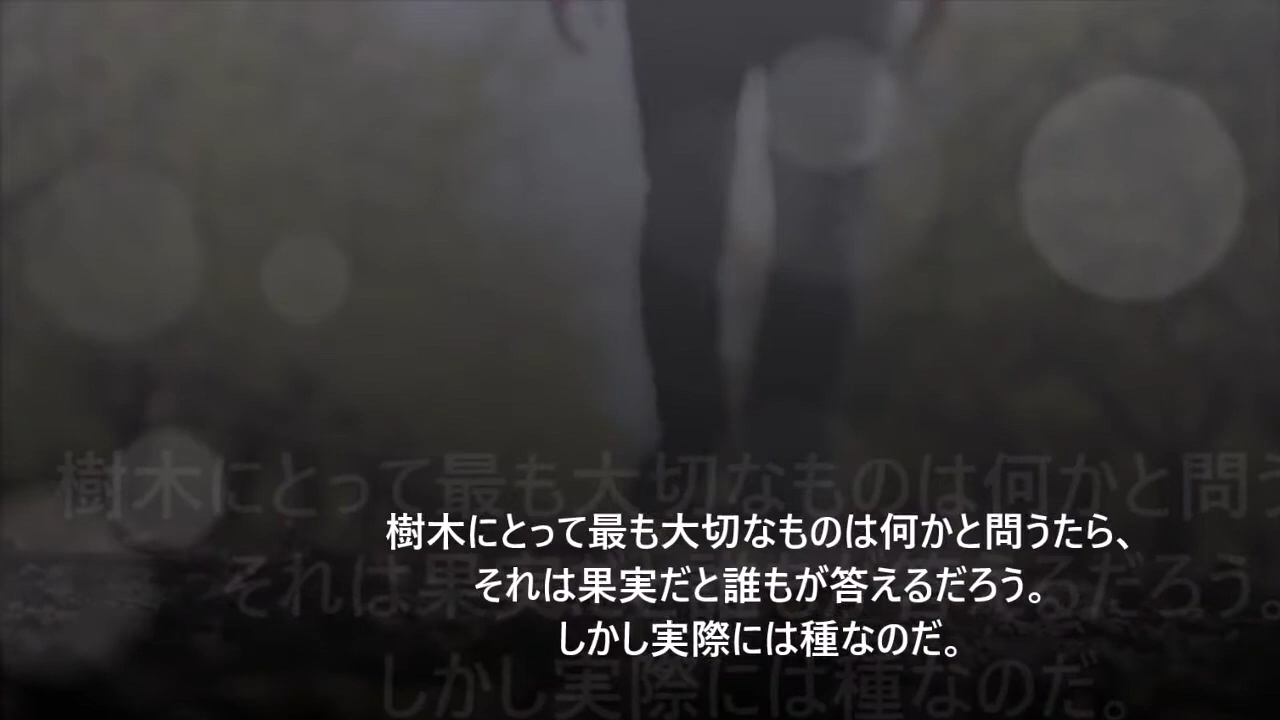 樹木にとって最も大切なものは何かと問うたら、
それは果実だと誰もが答えるだろう。
しかし実際には種なのだ。